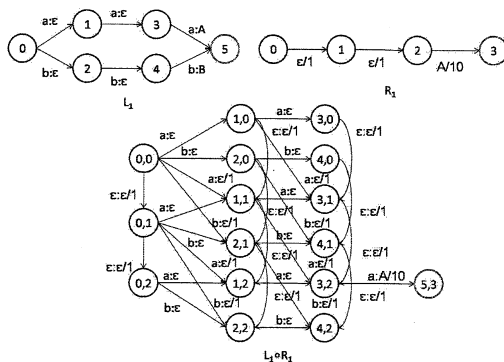 0 1 3 5 2 4
a:ε a:ε a:A
b:ε b:ε b:B
L₁
0 1 2 3
ε/1 ε/1 A/10
R₁
0,0 1,0 3,0
a:ε a:ε ε:ε/1
b:ε 2,0 b:ε 4,0 ε:ε/1
a:ε/1 a:ε/1
ε:ε/1 1,1 a:ε 3,1
a:ε b:ε/1 ε:ε/1 b:ε/1
0,1 b:ε 2,1 b:ε 4,1 ε:ε/1
a:ε/1 ε:ε/1 a:ε/1
ε:ε/1 1,2 a:ε 3,2 a:A/10 5,3
0,2 a:ε b:ε/1 ε:ε/1 b:ε/1 ε:ε/1
b:ε 2,2 b:ε 4,2
L₁∘R₁